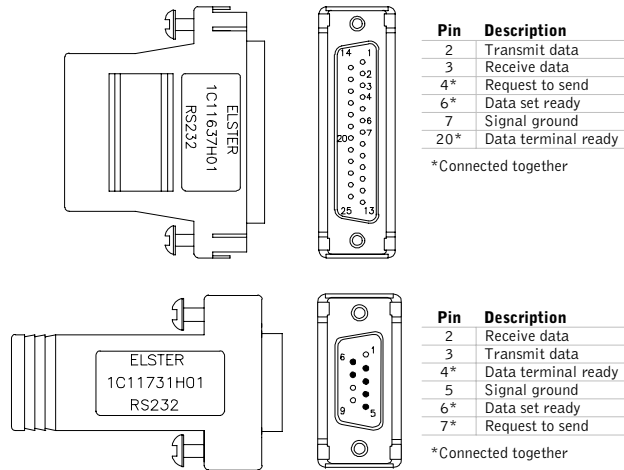 ELSTER
1C11637H01
RS232
14 1
2
3
4
6
20 7
25 13
Pin Description
2 Transmit data
3 Receive data
4* Request to send
6* Data set ready
7 Signal ground
20* Data terminal ready
*Connected together
ELSTER
1C11731H01
RS232
6 1
9 5
Pin Description
2 Receive data
3 Transmit data
4* Data terminal ready
5 Signal ground
6* Data set ready
7* Request to send
*Connected together